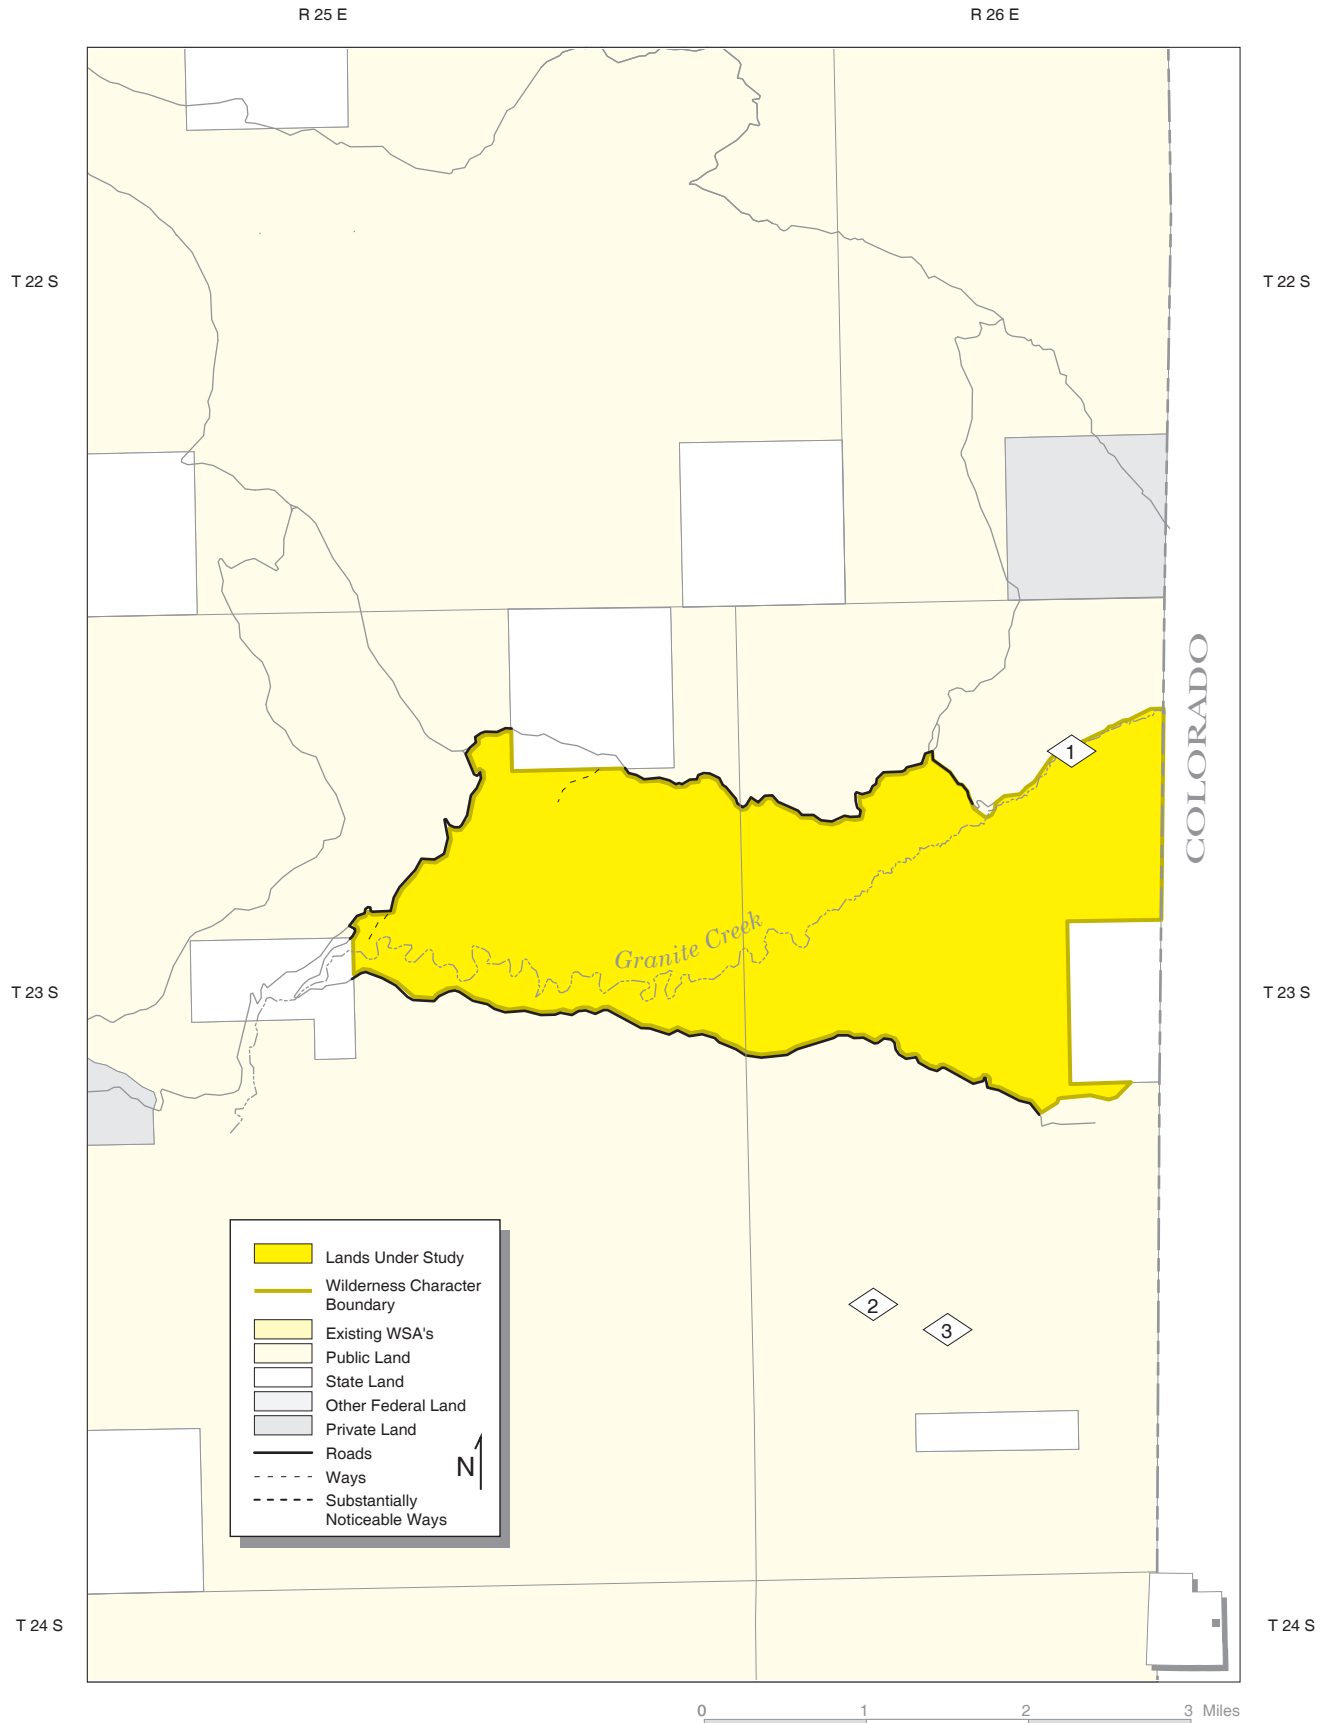 R 25 E
R 26 E
T 22 S
T 22 S
COLORADO
1
Granite Creek
T 23 S
T 23 S
Lands Under Study
Wilderness Character
Boundary
Existing WSA's
Public Land
State Land
Other Federal Land
Private Land
Roads
Ways
Substantially
Noticeable Ways
N
2
3
T 24 S
T 24 S
0 1 2 3 Miles